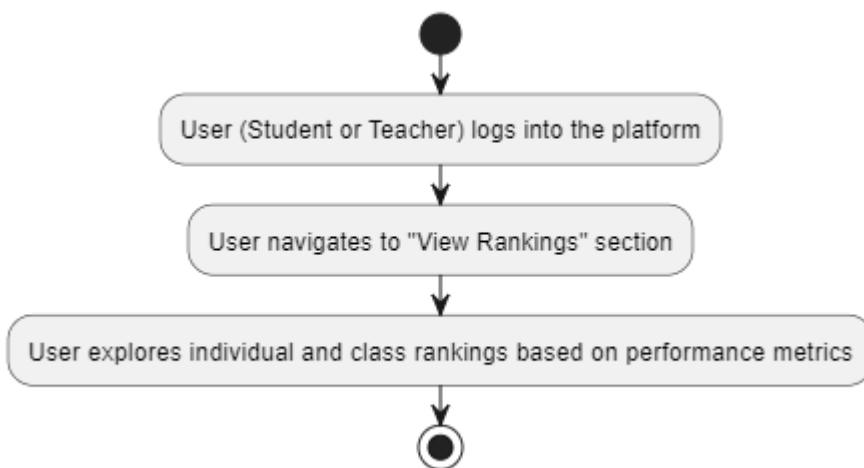 User (Student or Teacher) logs into the platform
User navigates to "View Rankings" section
User explores individual and class rankings based on performance metrics